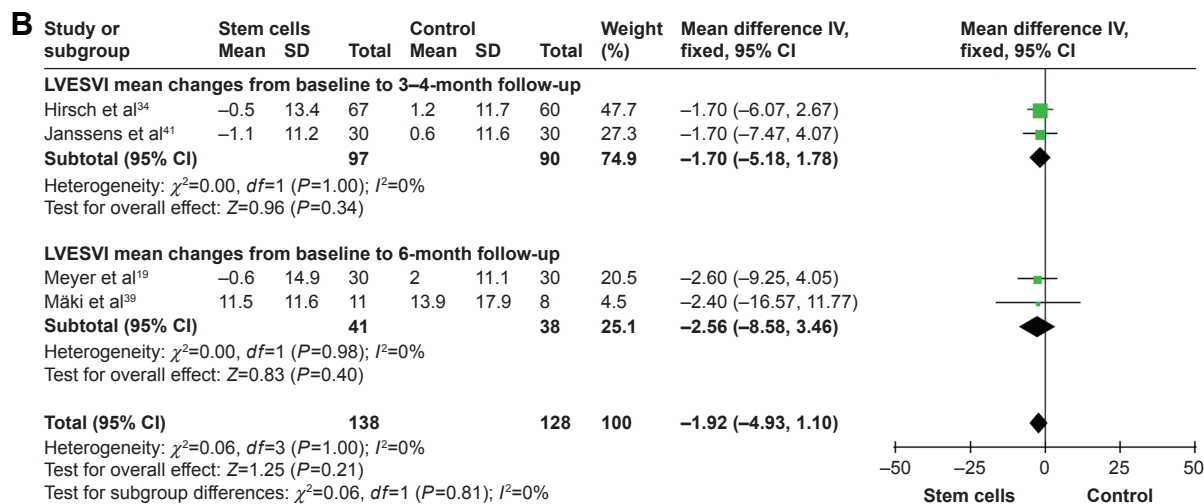 B
Study or subgroup Stem cells Control Weight (%) Mean difference IV, fixed, 95% CI Mean difference IV, fixed, 95% CI
Mean SD Total Mean SD Total
LVESVI mean changes from baseline to 3–4-month follow-up
Hirsch et al³⁴ –0.5 13.4 67 1.2 11.7 60 47.7 –1.70 (–6.07, 2.67)
Janssens et al⁴¹ –1.1 11.2 30 0.6 11.6 30 27.3 –1.70 (–7.47, 4.07)
Subtotal (95% CI) 97 90 74.9 –1.70 (–5.18, 1.78)
Heterogeneity: χ²=0.00, df=1 (P=1.00); I²=0%
Test for overall effect: Z=0.96 (P=0.34)
LVESVI mean changes from baseline to 6-month follow-up
Meyer et al¹⁹ –0.6 14.9 30 2 11.1 30 20.5 –2.60 (–9.25, 4.05)
Mäki et al³⁹ 11.5 11.6 11 13.9 17.9 8 4.5 –2.40 (–16.57, 11.77)
Subtotal (95% CI) 41 38 25.1 –2.56 (–8.58, 3.46)
Heterogeneity: χ²=0.00, df=1 (P=0.98); I²=0%
Test for overall effect: Z=0.83 (P=0.40)
Total (95% CI) 138 128 100 –1.92 (–4.93, 1.10)
Heterogeneity: χ²=0.06, df=3 (P=1.00); I²=0%
Test for overall effect: Z=1.25 (P=0.21)
Test for subgroup differences: χ²=0.06, df=1 (P=0.81); I²=0%
–50 –25 0 25 50
Stem cells Control